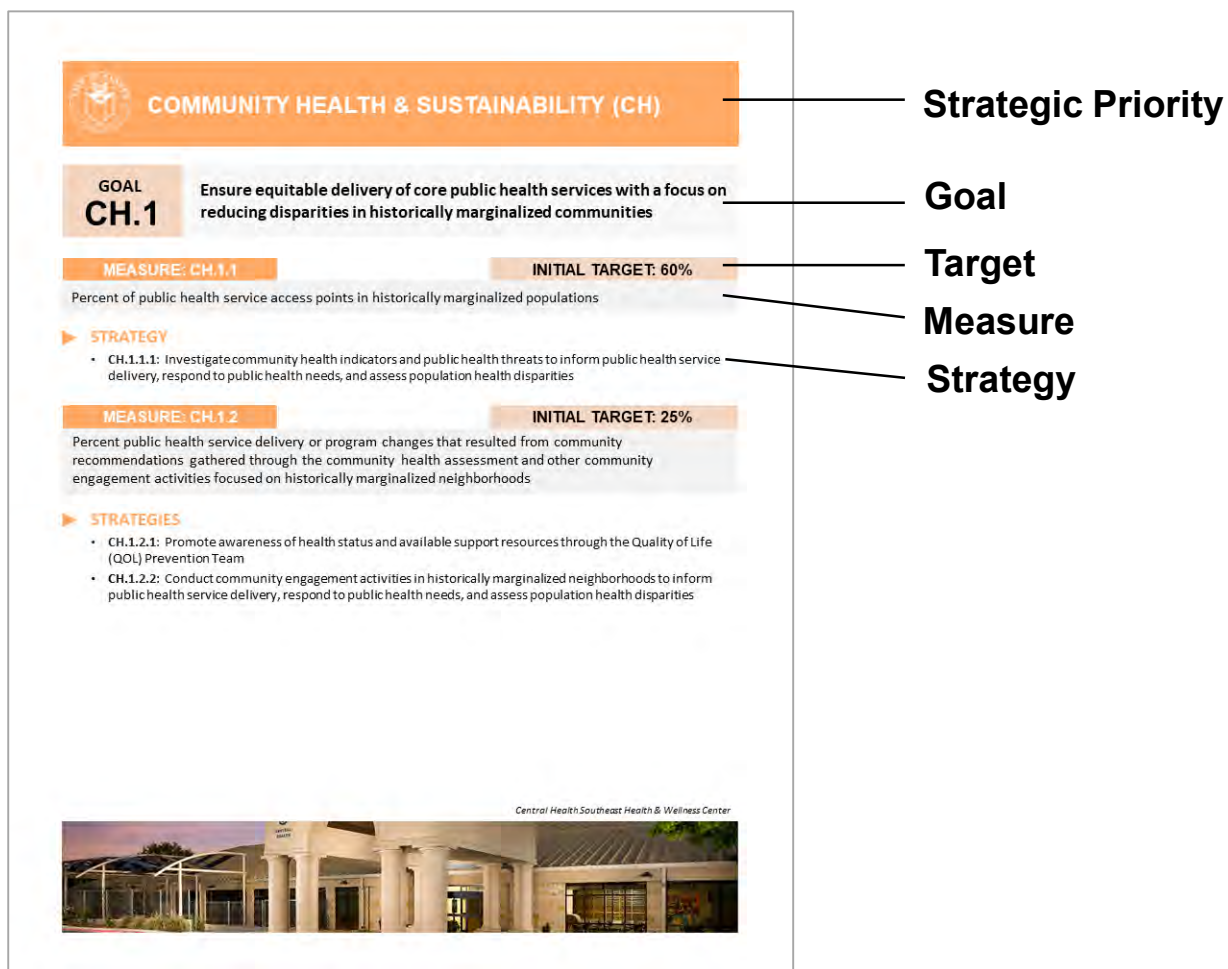 COMMUNITY HEALTH & SUSTAINABILITY (CH)
Strategic Priority
GOAL
CH.1
Ensure equitable delivery of core public health services with a focus on
reducing disparities in historically marginalized communities
Goal
MEASURE: CH.1.1
INITIAL TARGET: 60%
Target
Percent of public health service access points in historically marginalized populations
Measure
STRATEGY
• CH.1.1.1: Investigate community health indicators and public health threats to inform public health service
delivery, respond to public health needs, and assess population health disparities
Strategy
MEASURE: CH.1.2
INITIAL TARGET: 25%
Percent public health service delivery or program changes that resulted from community
recommendations gathered through the community health assessment and other community
engagement activities focused on historically marginalized neighborhoods
STRATEGIES
• CH.1.2.1: Promote awareness of health status and available support resources through the Quality of Life
(QOL) Prevention Team
• CH.1.2.2: Conduct community engagement activities in historically marginalized neighborhoods to inform
public health service delivery, respond to public health needs, and assess population health disparities
Central Health Southeast Health & Wellness Center